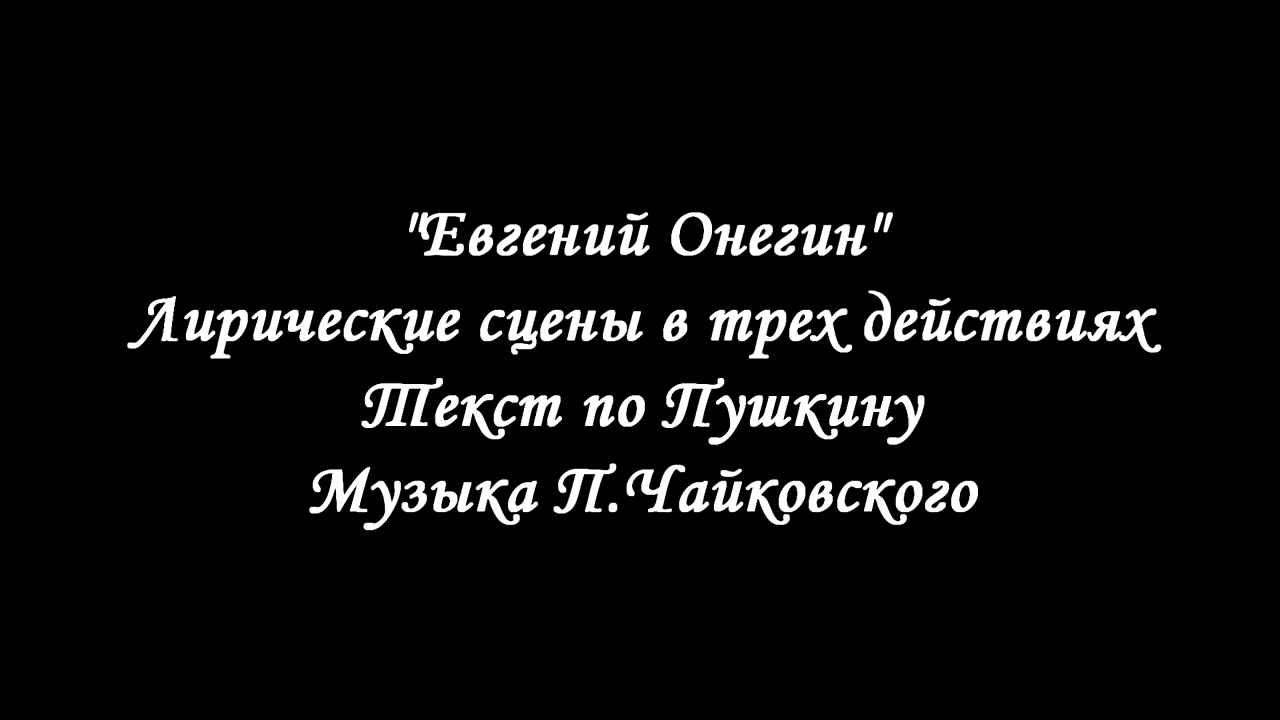 "Евгений Онегин"
Лирические сцены в трех действиях
Текст по Пушкину
Музыка П.Чайковского